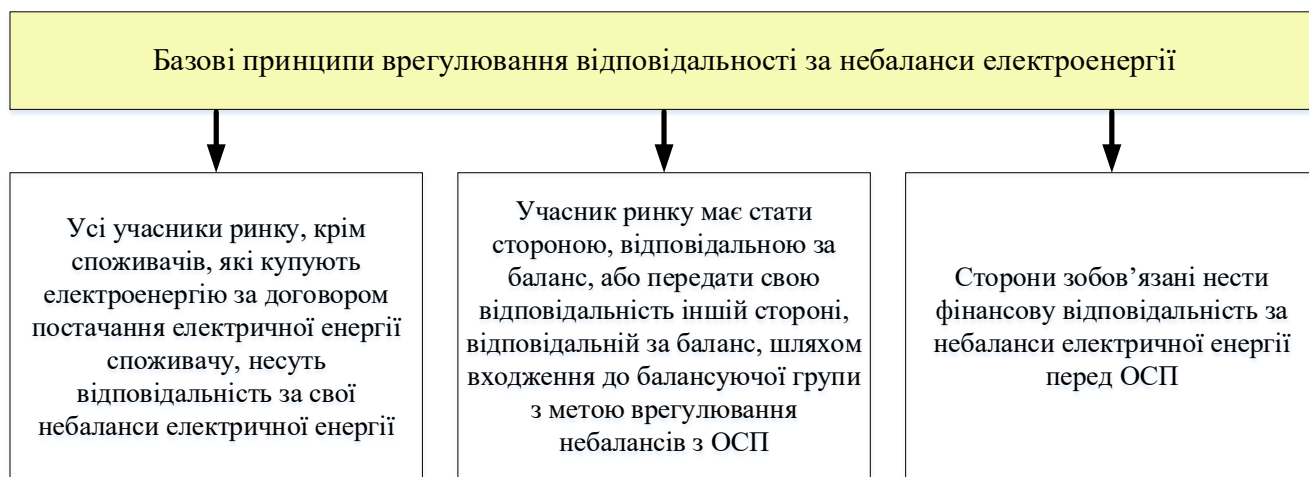 Базові принципи врегулювання відповідальності за небаланси електроенергії
Усі учасники ринку, крім
споживачів, які купують
електроенергію за договором
постачання електричної енергії
споживачу, несуть
відповідальність за свої
небаланси електричної енергії
Учасник ринку має стати
стороною, відповідальною за
баланс, або передати свою
відповідальність іншій стороні,
відповідальній за баланс, шляхом
входження до балансуючої групи
з метою врегулювання
небалансів з ОСП
Сторони зобов’язані нести
фінансову відповідальність за
небаланси електричної енергії
перед ОСП